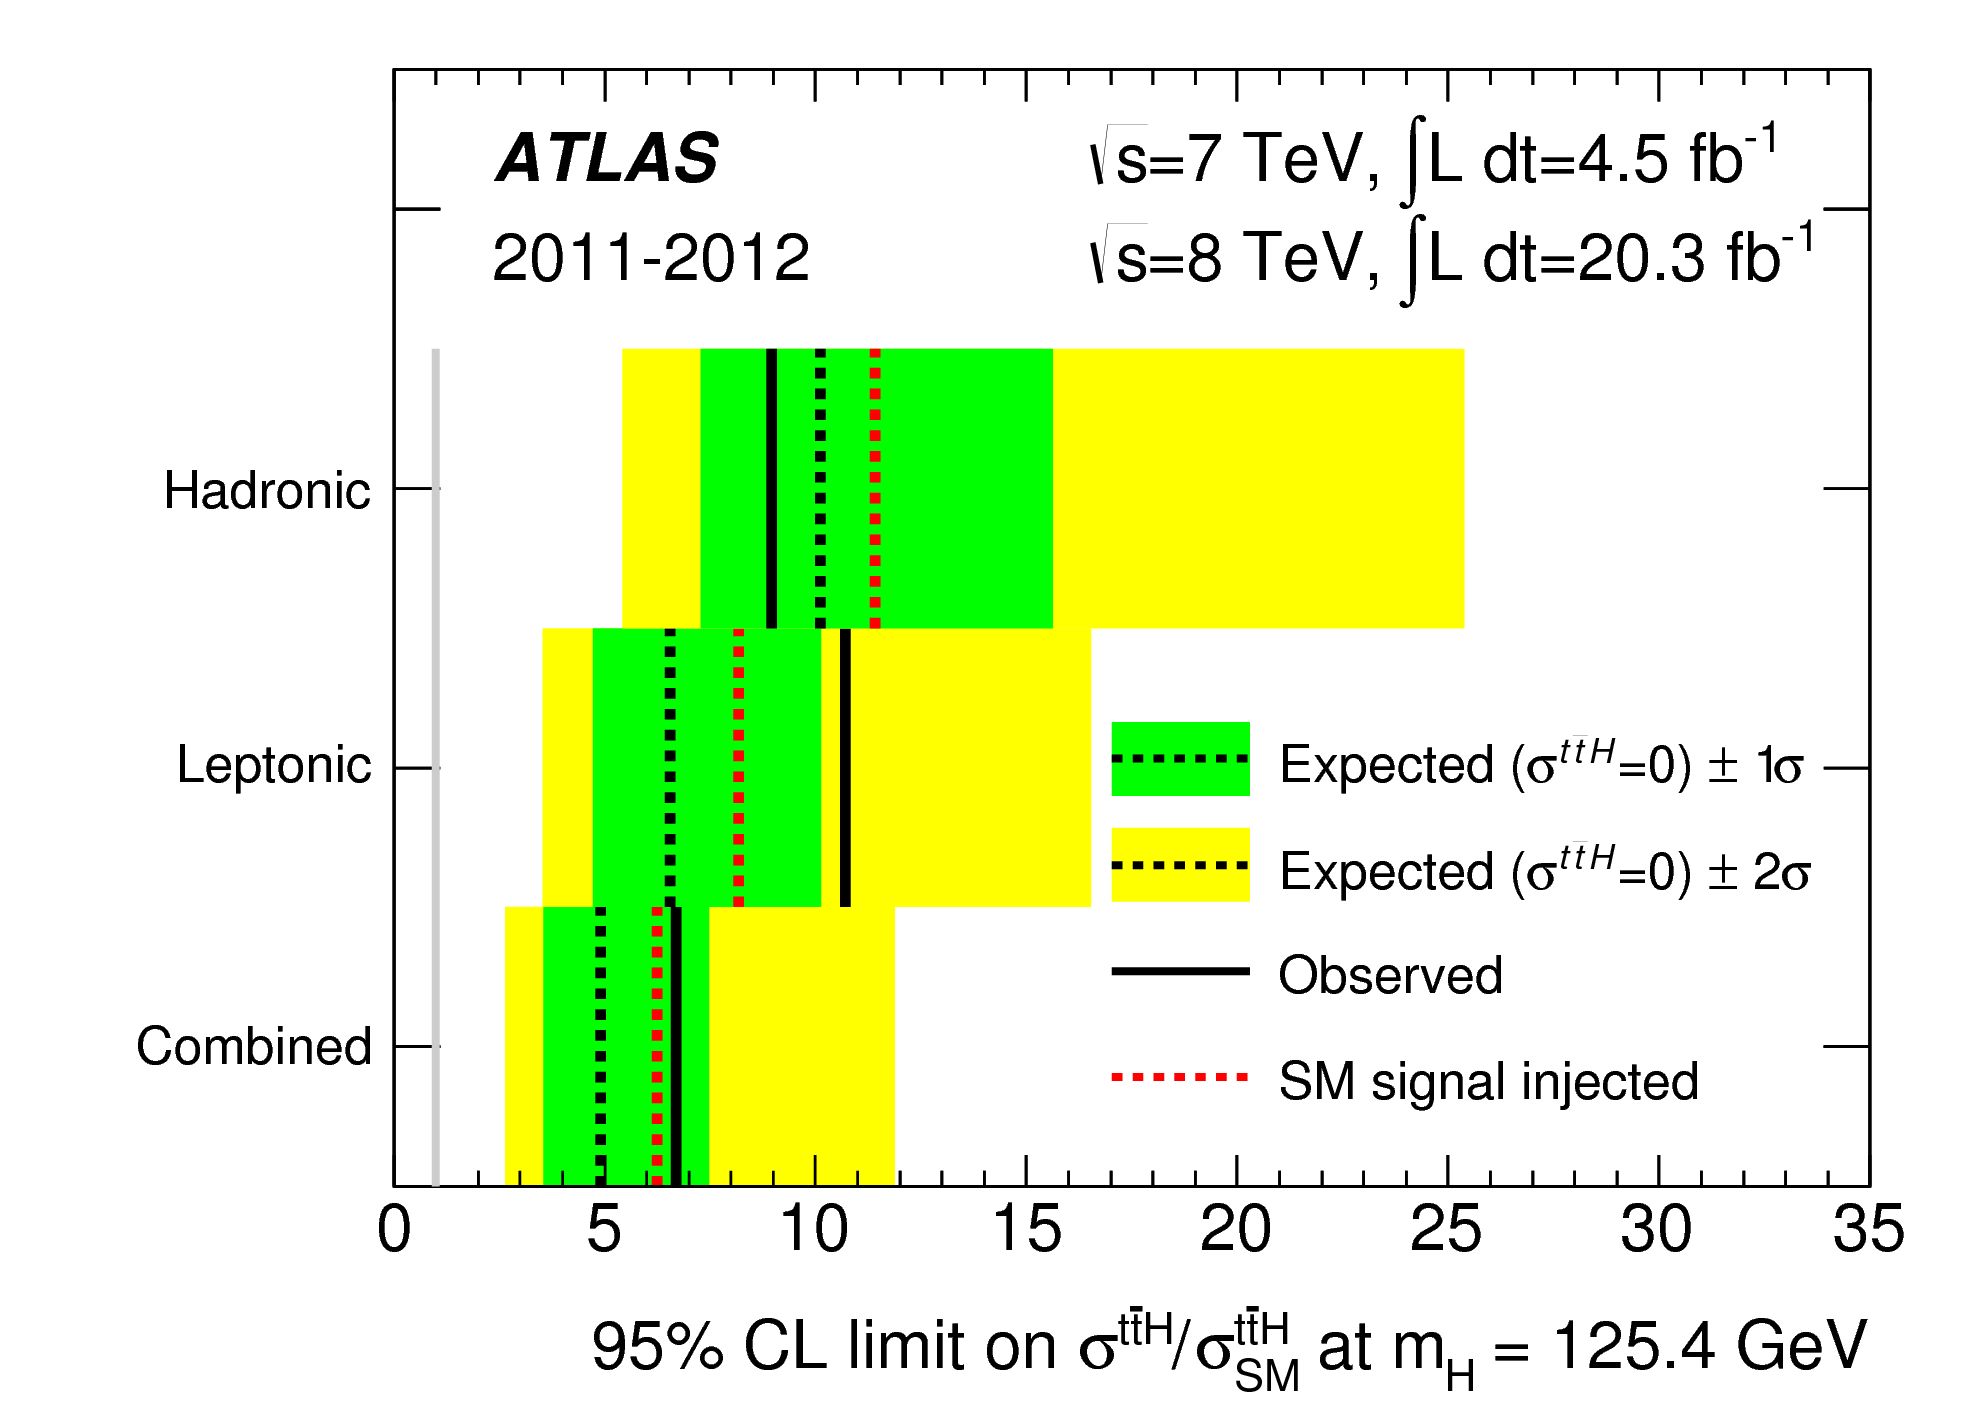 ATLAS
√s=7 TeV, ∫L dt=4.5 fb⁻¹
2011-2012
√s=8 TeV, ∫L dt=20.3 fb⁻¹
Hadronic
Leptonic
Combined
Expected (σ^{tt̄H}=0) ± 1σ
Expected (σ^{tt̄H}=0) ± 2σ
Observed
SM signal injected
0 5 10 15 20 25 30 35
95% CL limit on σ^{tt̄H}/σ_{SM}^{tt̄H} at m_H = 125.4 GeV